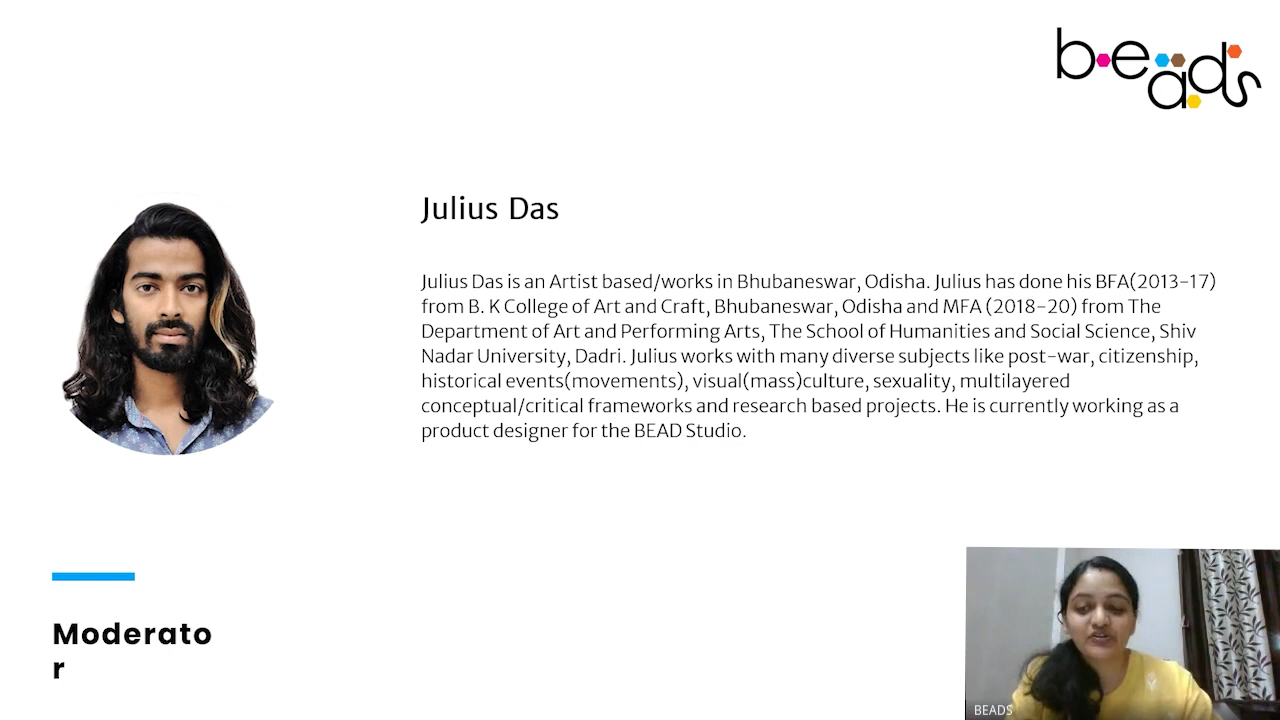 beads
Julius Das
Julius Das is an Artist based/works in Bhubaneswar, Odisha. Julius has done his BFA(2013-17)
from B. K College of Art and Craft, Bhubaneswar, Odisha and MFA (2018-20) from The
Department of Art and Performing Arts, The School of Humanities and Social Science, Shiv
Nadar University, Dadri. Julius works with many diverse subjects like post-war, citizenship,
historical events(movements), visual(mass)culture, sexuality, multilayered
conceptual/critical frameworks and research based projects. He is currently working as a
product designer for the BEAD Studio.
Moderato
r
BEADS